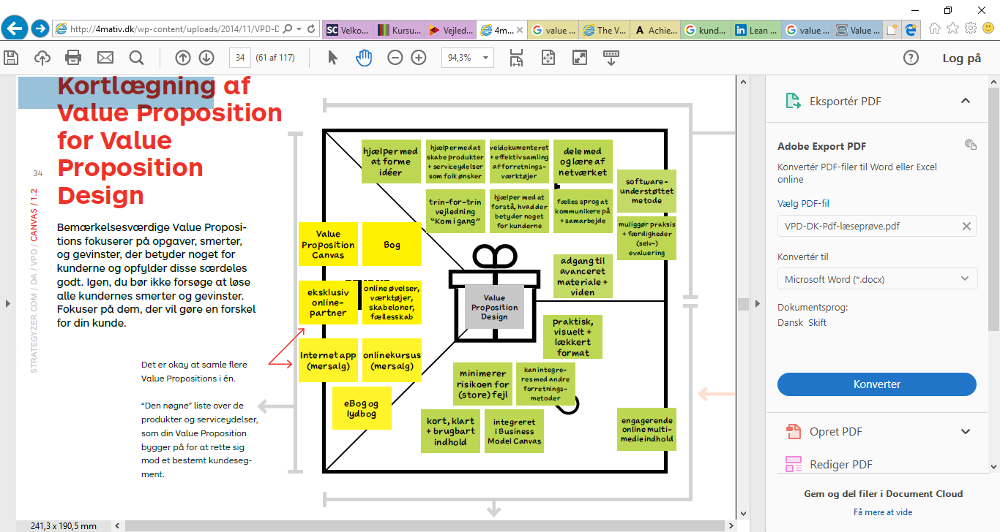 http://4mativ.dk/wp-content/uploads/2014/11/VPD-D
Velko...
Kursu...
Vejled...
4m...
value ...
The V...
Achie...
kund...
Lean ...
value ...
Value ...
34
(61 af 117)
94,3%
Log på
Kortlægning af
Value Proposition
for Value
Proposition
Design
34
STRATEGYZER.COM / DA / VPD / CANVAS / 1.2
Bemærkelsesværdige Value Proposi-
tions fokuserer på opgaver, smerter,
og gevinster, der betyder noget for
kunderne og opfylder disse særdeles
godt. Igen, du bør ikke forsøge at løse
alle kundernes smerter og gevinster.
Fokuser på dem, der vil gøre en forskel
for din kunde.
Det er okay at samle flere
Value Propositions i én.
“Den nøgne” liste over de
produkter og serviceydelser,
som din Value Proposition
bygger på for at rette sig
mod et bestemt kundeseg-
ment.
hjælper med
at forme
idéer
hjælper med at
skabe produkter
+ serviceydelser
som folk ønsker
veldokumenteret
+ effektiv samling
af forretnings-
værktøjer
dele med
og lære af
netværket
software-
understøttet
metode
trin-for-trin
vejledning
“Kom i gang”
hjælper med at
forstå, hvad der
betyder noget
for kunderne
fælles sprog at
kommunikere på
+ samarbejde
muliggør praksis
+ færdigheder
(selv-)
evaluering
Value
Proposition
Canvas
Bog
adgang til
avanceret
materiale +
viden
eksklusiv
online-
partner
online øvelser,
værktøjer,
skabeloner,
fællesskab
Value
Proposition
Design
praktisk,
visuelt +
lækkert
format
Internet app
(mersalg)
onlinekursus
(mersalg)
minimerer
risikoen for
(store) fejl
kan integre-
res med andre
forretnings-
metoder
eBog og
lydbog
kort, klart
+ brugbart
indhold
integreret
i Business
Model Canvas
engagerende
online multi-
medieindhold
241,3 x 190,5 mm
Eksportér PDF
Adobe Export PDF
Konvertér PDF-filer til Word eller Excel
online
Vælg PDF-fil
VPD-DK-Pdf-læseprøve.pdf
Konvertér til
Microsoft Word (*.docx)
Dokumentsprog:
Dansk Skift
Konverter
Opret PDF
Rediger PDF
Gem og del filer i Document Cloud
Få mere at vide